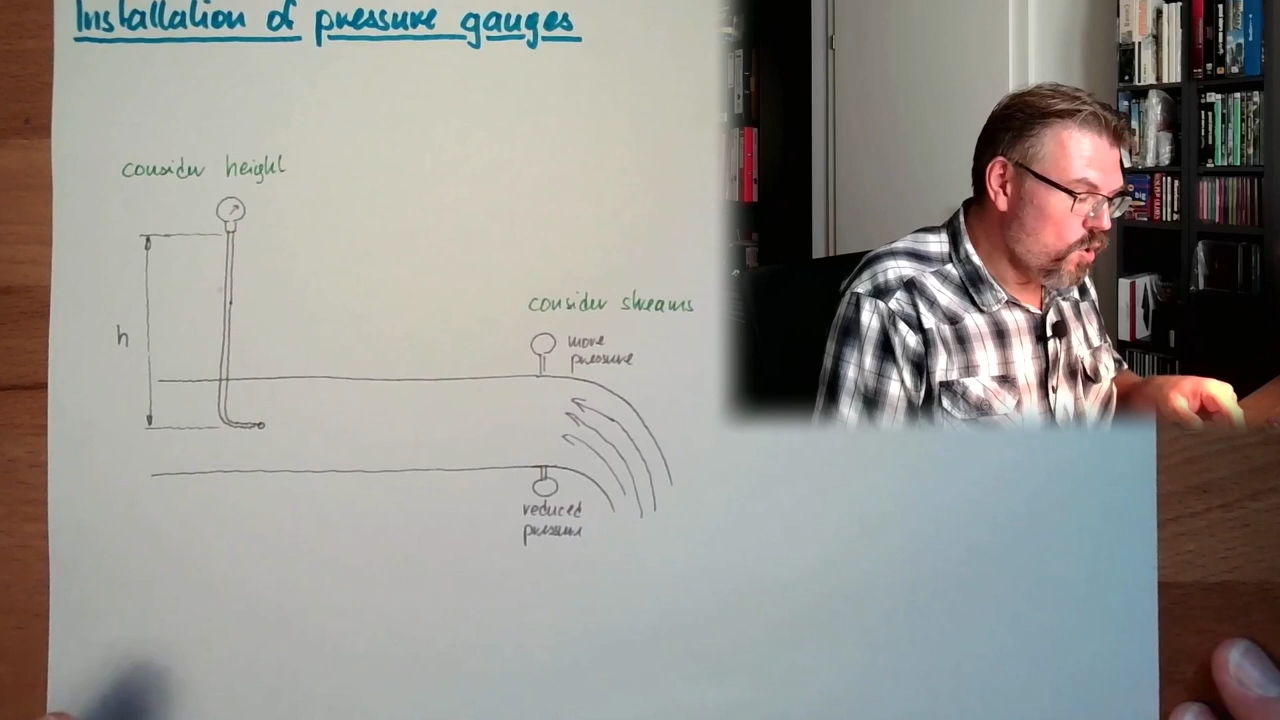 Installation of pressure gauges
consider height
h
consider streams
more
pressure
reduced
pressure